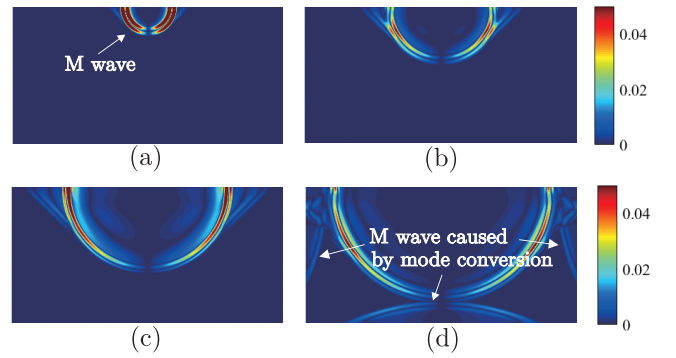 M wave
(a)
(b)
0.04
0.02
0
M wave caused
by mode conversion
(c)
(d)
0.04
0.02
0